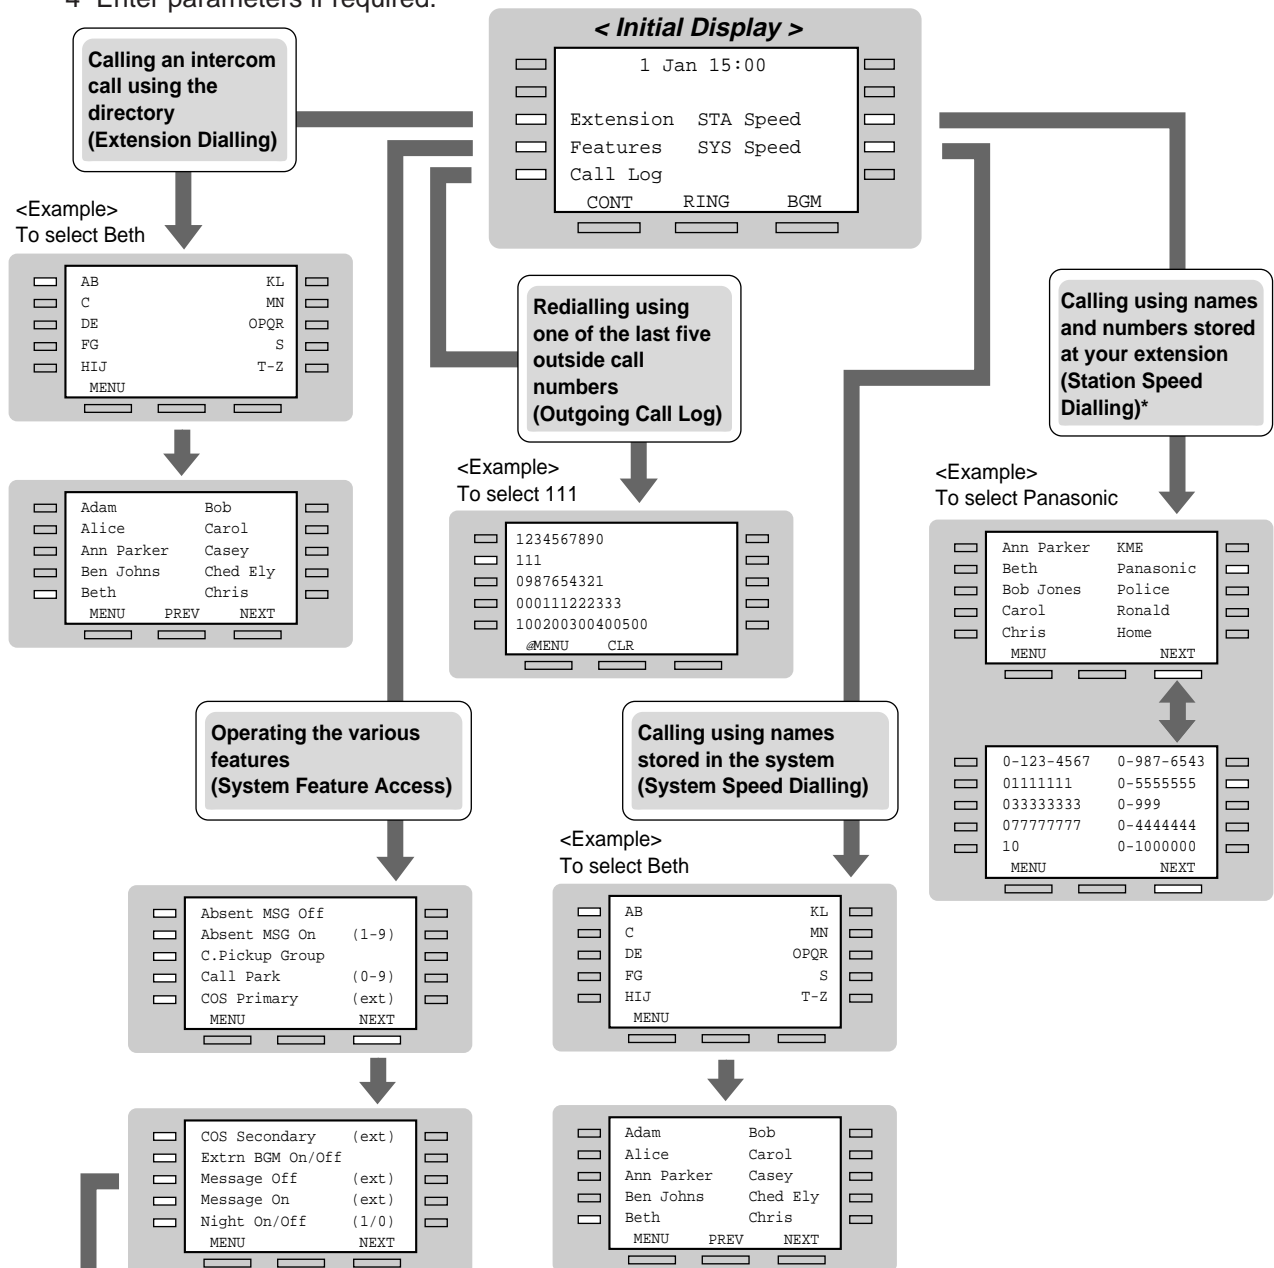 4 Enter parameters if required.
< Initial Display >
1 Jan 15:00
Extension STA Speed
Features SYS Speed
Call Log
CONT RING BGM
Calling an intercom
call using the
directory
(Extension Dialling)
<Example>
To select Beth
AB KL
C MN
DE OPQR
FG S
HIJ T-Z
MENU
Adam Bob
Alice Carol
Ann Parker Casey
Ben Johns Ched Ely
Beth Chris
MENU PREV NEXT
Redialling using
one of the last five
outside call
numbers
(Outgoing Call Log)
<Example>
To select 111
1234567890
111
0987654321
000111222333
100200300400500
@MENU CLR
Calling using names
and numbers stored
at your extension
(Station Speed
Dialling)*
<Example>
To select Panasonic
Ann Parker KME
Beth Panasonic
Bob Jones Police
Carol Ronald
Chris Home
MENU NEXT
0-123-4567 0-987-6543
01111111 0-5555555
033333333 0-999
077777777 0-4444444
10 0-1000000
MENU NEXT
Operating the various
features
(System Feature Access)
Absent MSG Off
Absent MSG On (1-9)
C.Pickup Group
Call Park (0-9)
COS Primary (ext)
MENU NEXT
COS Secondary (ext)
Extrn BGM On/Off
Message Off (ext)
Message On (ext)
Night On/Off (1/0)
MENU NEXT
Calling using names
stored in the system
(System Speed Dialling)
<Example>
To select Beth
AB KL
C MN
DE OPQR
FG S
HIJ T-Z
MENU
Adam Bob
Alice Carol
Ann Parker Casey
Ben Johns Ched Ely
Beth Chris
MENU PREV NEXT